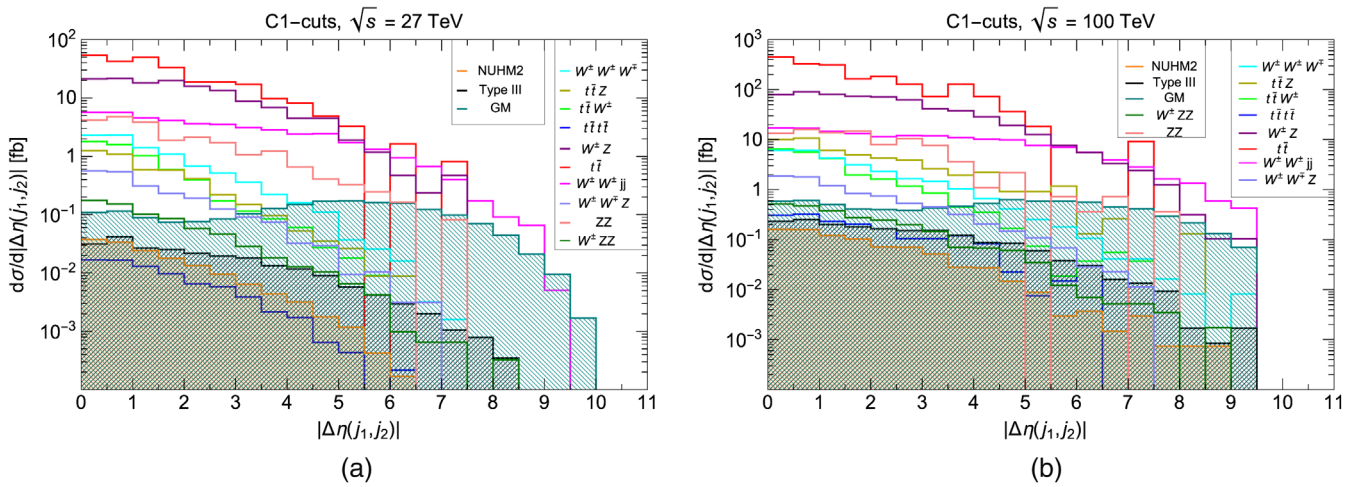 C1−cuts, √s = 27 TeV
dσ/d|Δη(j₁,j₂)| [fb]
10²
10
1
10⁻¹
10⁻²
10⁻³
NUHM2
Type III
GM
W± W± W∓
tt̄ Z
tt̄ W±
tt̄tt̄
W± Z
tt̄
W± W± jj
W± W∓ Z
ZZ
W± ZZ
0 1 2 3 4 5 6 7 8 9 10 11
|Δη(j₁,j₂)|
(a)
C1−cuts, √s = 100 TeV
dσ/d|Δη(j₁,j₂)| [fb]
10³
10²
10
1
10⁻¹
10⁻²
10⁻³
NUHM2
Type III
GM
W± ZZ
ZZ
W± W± W∓
tt̄ Z
tt̄ W±
tt̄tt̄
W± Z
tt̄
W± W± jj
W± W∓ Z
0 1 2 3 4 5 6 7 8 9 10 11
|Δη(j₁,j₂)|
(b)